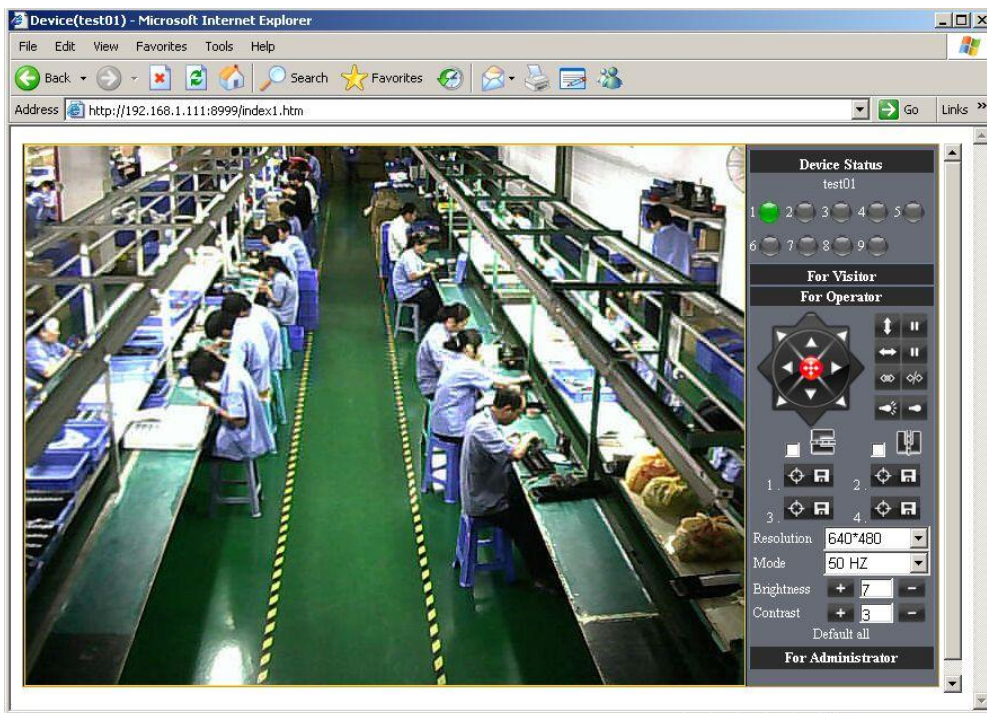 Device(test01) - Microsoft Internet Explorer
File Edit View Favorites Tools Help
Back Search Favorites
Address http://192.168.1.111:8999/index1.htm Go Links »
Device Status
test01
1 2 3 4 5
6 7 8 9
For Visitor
For Operator
1. 2.
3. 4.
Resolution 640*480
Mode 50 HZ
Brightness + 7 -
Contrast + 3 -
Default all
For Administrator